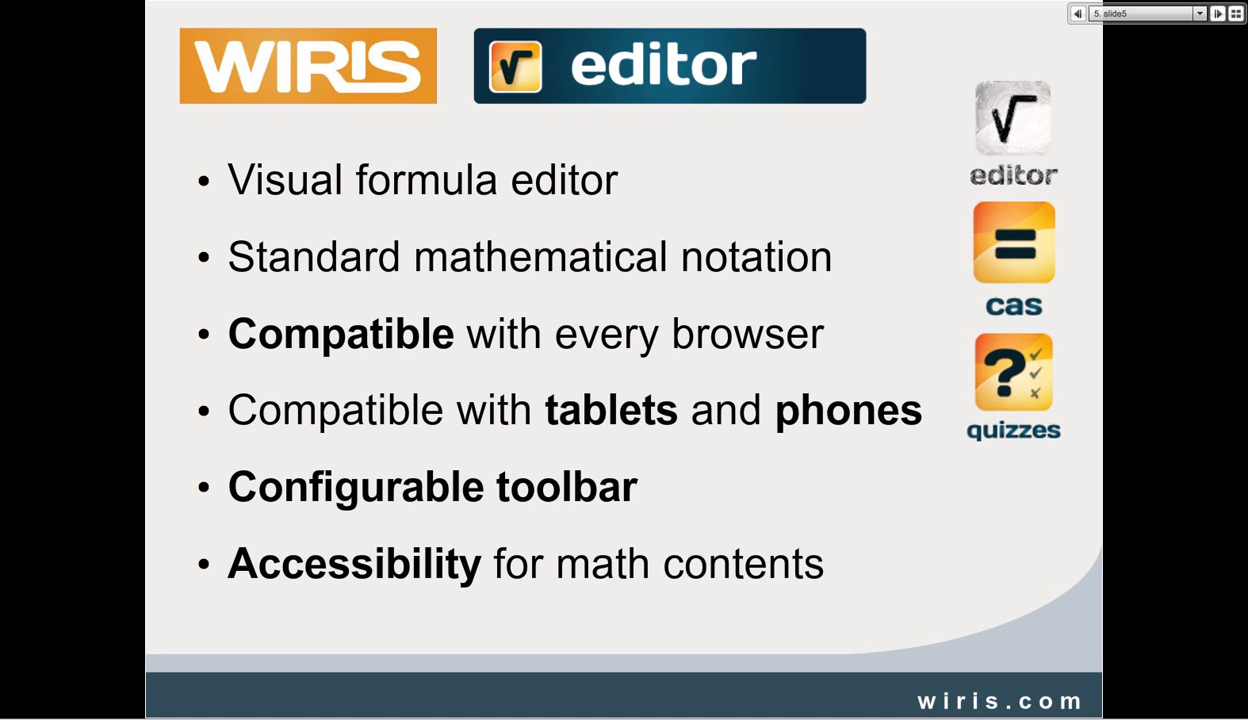 5. slide5
WIRIS
editor
• Visual formula editor
• Standard mathematical notation
• Compatible with every browser
• Compatible with tablets and phones
• Configurable toolbar
• Accessibility for math contents
editor
cas
quizzes
wiris.com